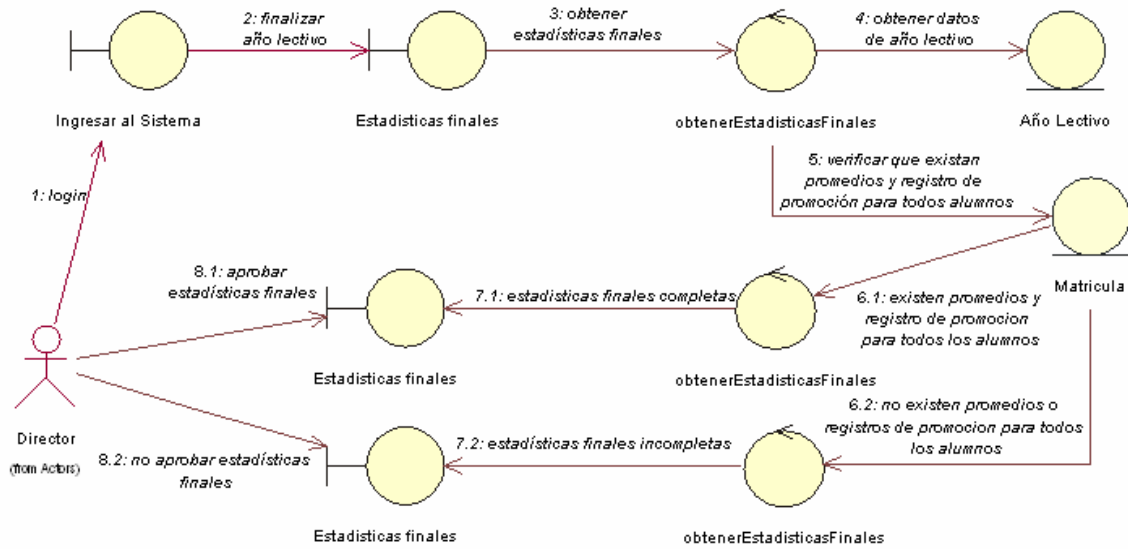 2: finalizar
año lectivo
3: obtener
estadísticas finales
4: obtener datos
de año lectivo
Ingresar al Sistema
Estadisticas finales
obtenerEstadisticasFinales
Año Lectivo
1: login
5: verificar que existan
promedios y registro de
promoción para todos alumnos
8.1: aprobar
estadísticas finales
7.1: estadisticas finales completas
6.1: existen promedios y
registro de promocion
para todos los alumnos
Matricula
Estadisticas finales
obtenerEstadisticasFinales
6.2: no existen promedios o
registros de promocion para todos
los alumnos
Director
(from Actors)
8.2: no aprobar estadísticas
finales
7.2: estadísticas finales incompletas
Estadisticas finales
obtenerEstadisticasFinales